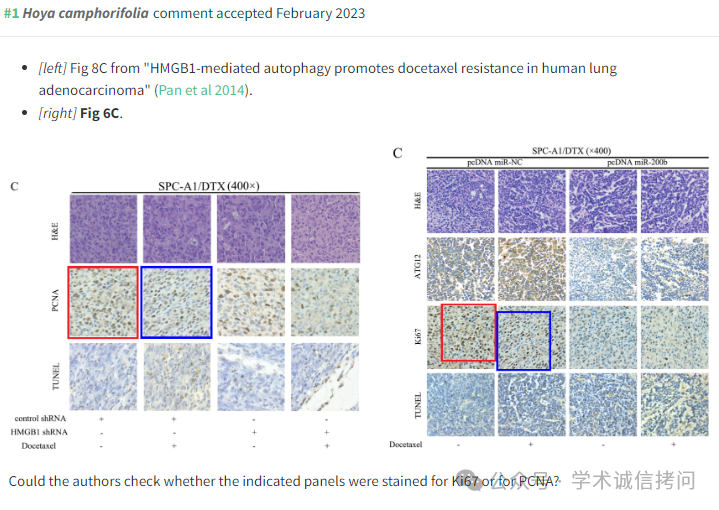 #1 Hoya camphorifolia comment accepted February 2023
• [left] Fig 8C from "HMGB1-mediated autophagy promotes docetaxel resistance in human lung
adenocarcinoma" (Pan et al 2014).
• [right] Fig 6C.
C
SPC-A1/DTX (400×)
H&E
PCNA
TUNEL
control shRNA + + - -
HMGB1 shRNA - - + +
Docetaxel - + - +
C
SPC-A1/DTX (×400)
pcDNA miR-NC pcDNA miR-200b
H&E
ATG12
Ki67
TUNEL
Docetaxel - + - +
Could the authors check whether the indicated panels were stained for Ki67 or for PCNA?
公众号 · 学术诚信拷问